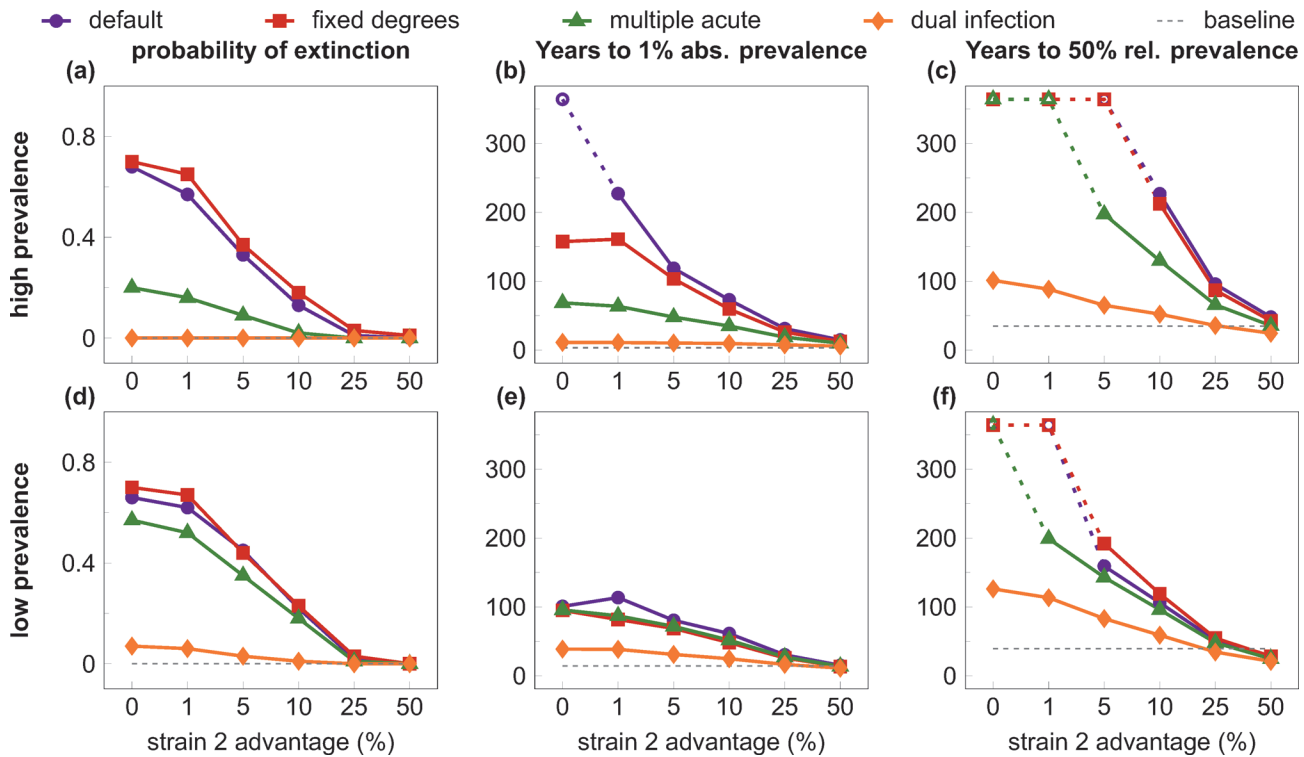 default fixed degrees multiple acute dual infection baseline
probability of extinction Years to 1% abs. prevalence Years to 50% rel. prevalence
(a) (b) (c)
high prevalence
0.8
0.4
0
300
200
100
0
300
200
100
0
0 1 5 10 25 50
0 1 5 10 25 50
0 1 5 10 25 50
(d) (e) (f)
low prevalence
0.8
0.4
0
300
200
100
0
300
200
100
0
0 1 5 10 25 50
0 1 5 10 25 50
0 1 5 10 25 50
strain 2 advantage (%) strain 2 advantage (%) strain 2 advantage (%)